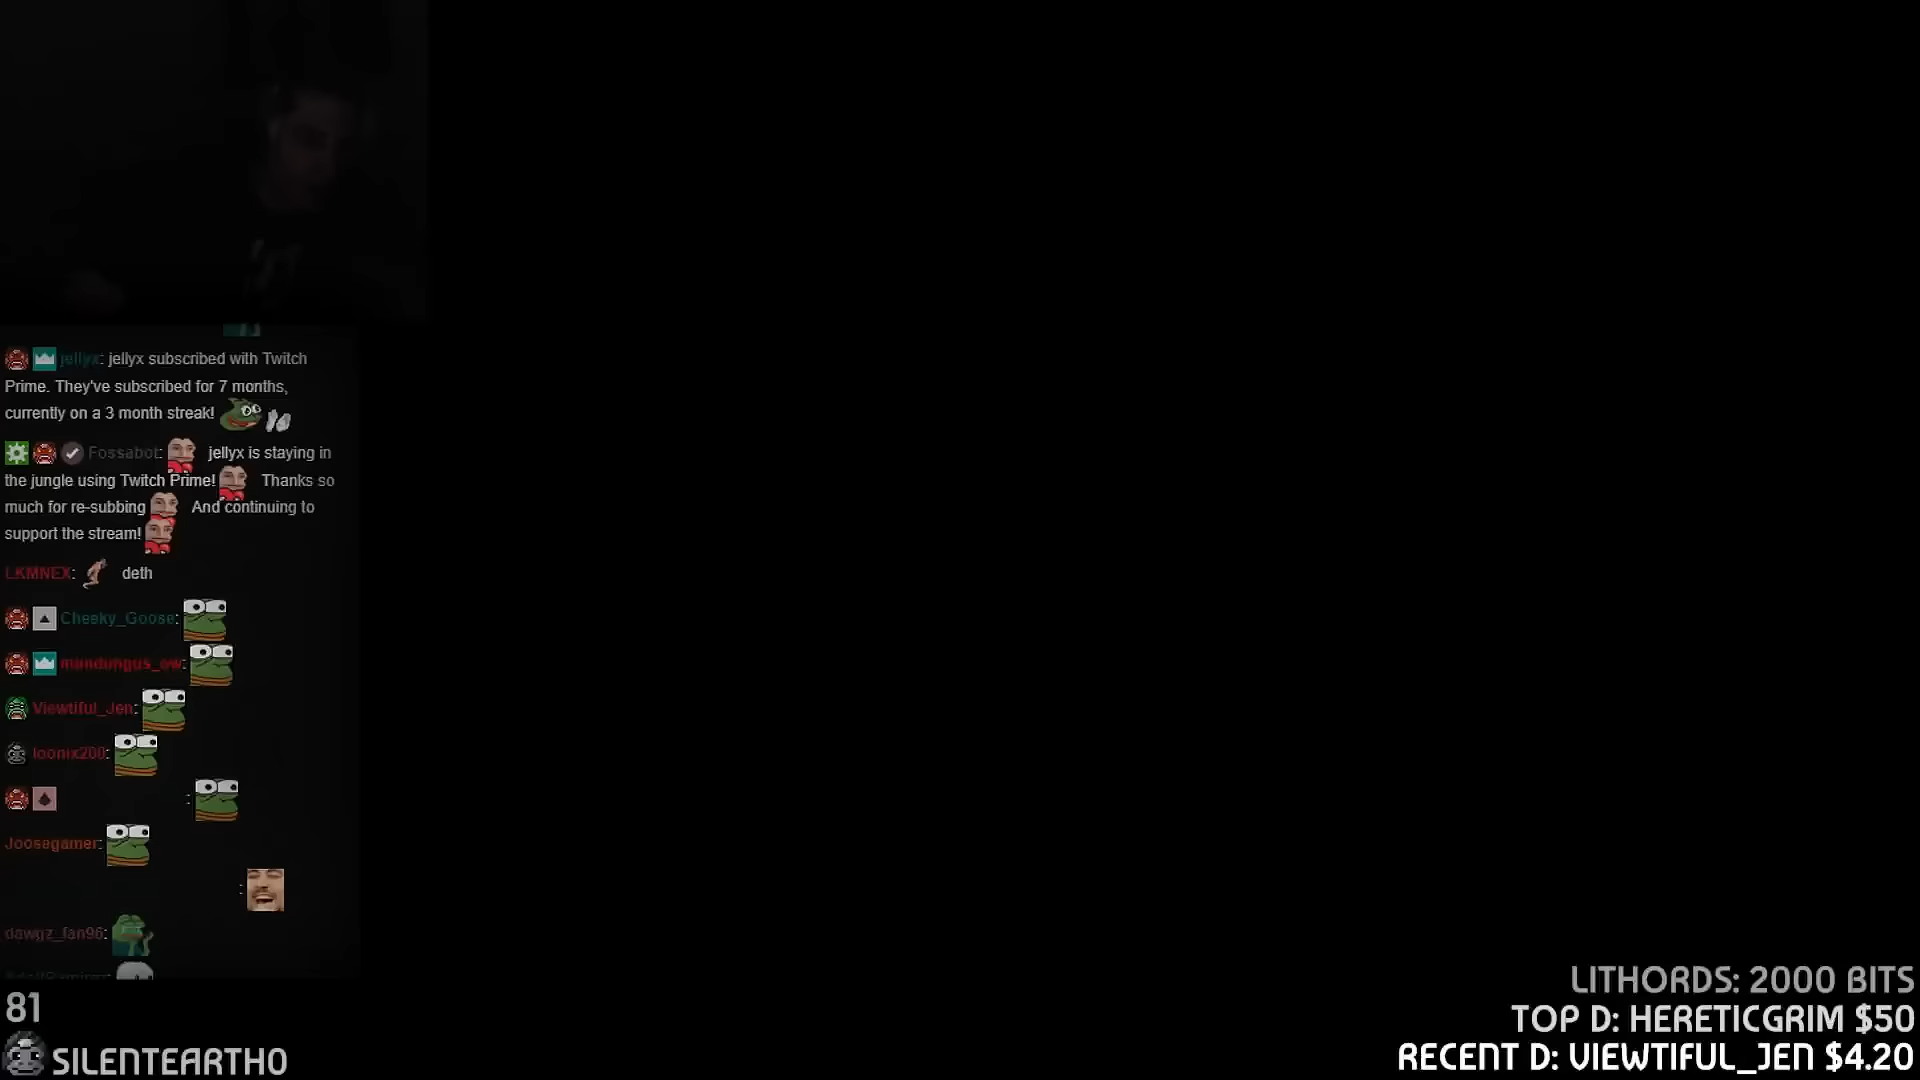 jellyx: jellyx subscribed with Twitch
Prime. They've subscribed for 7 months,
currently on a 3 month streak!
Fossabot: jellyx is staying in
the jungle using Twitch Prime! Thanks so
much for re-subbing And continuing to
support the stream!
LKMNEX: deth
Cheeky_Goose:
mundungus_ow:
Viewtiful_Jen:
loonix200:
:
Joosegamer:
:
dawgz_fan96:
81
SILENTEARTHO
LITHORDS: 2000 BITS
TOP D: HERETICGRIM $50
RECENT D: VIEWTIFUL_JEN $4.20